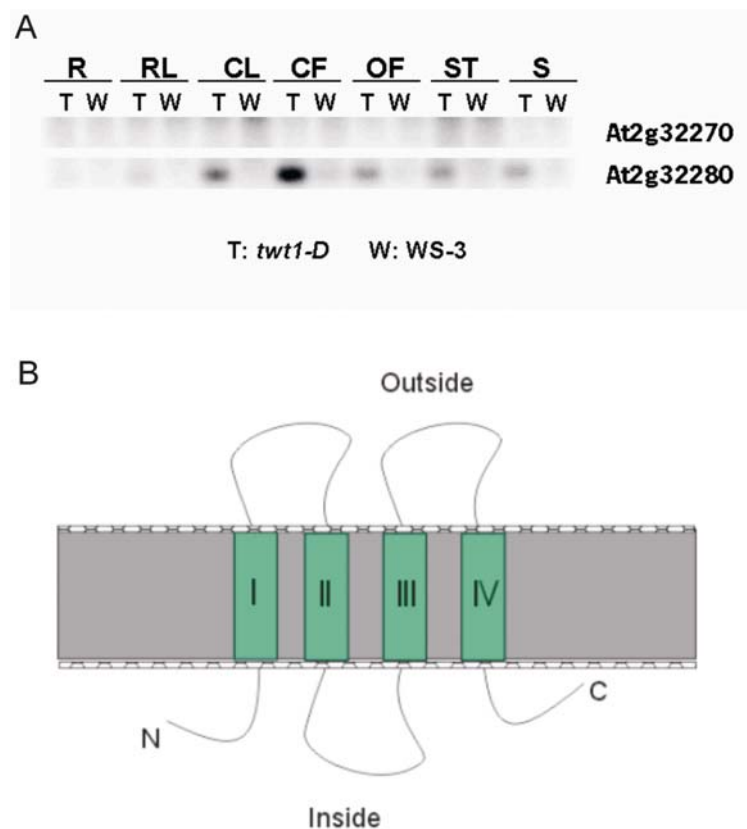 A
R RL CL CF OF ST S
T W T W T W T W T W T W T W
At2g32270
At2g32280
T: twt1-D W: WS-3
B
Outside
I II III IV
C
N
Inside